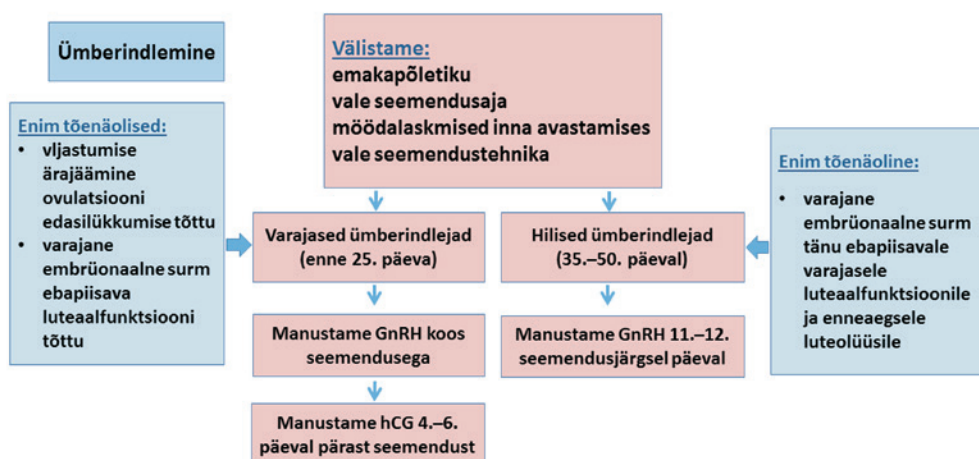 Ümberindlemine
Välistame:
emakapõletiku
vale seemendusaja
möödalaskmised inna avastamises
vale seemendustehnika
Enim tõenäolised:
• vljastumise
ärajäämine
ovulatsiooni
edasilükkumise tõttu
• varajane
embrüonaalne surm
ebapiisava
luteaalfunktsiooni
tõttu
Varajased ümberindlejad
(enne 25. päeva)
Hilised ümberindlejad
(35.–50. päeval)
Enim tõenäoline:
• varajane
embrüonaalne surm
tänu ebapiisavale
varajasele
luteaalfunktsioonile
ja enneaegsele
luteolüüsile
Manustame GnRH koos
seemendusega
Manustame GnRH 11.–12.
seemendusjärgsel päeval
Manustame hCG 4.–6.
päeval pärast seemendust